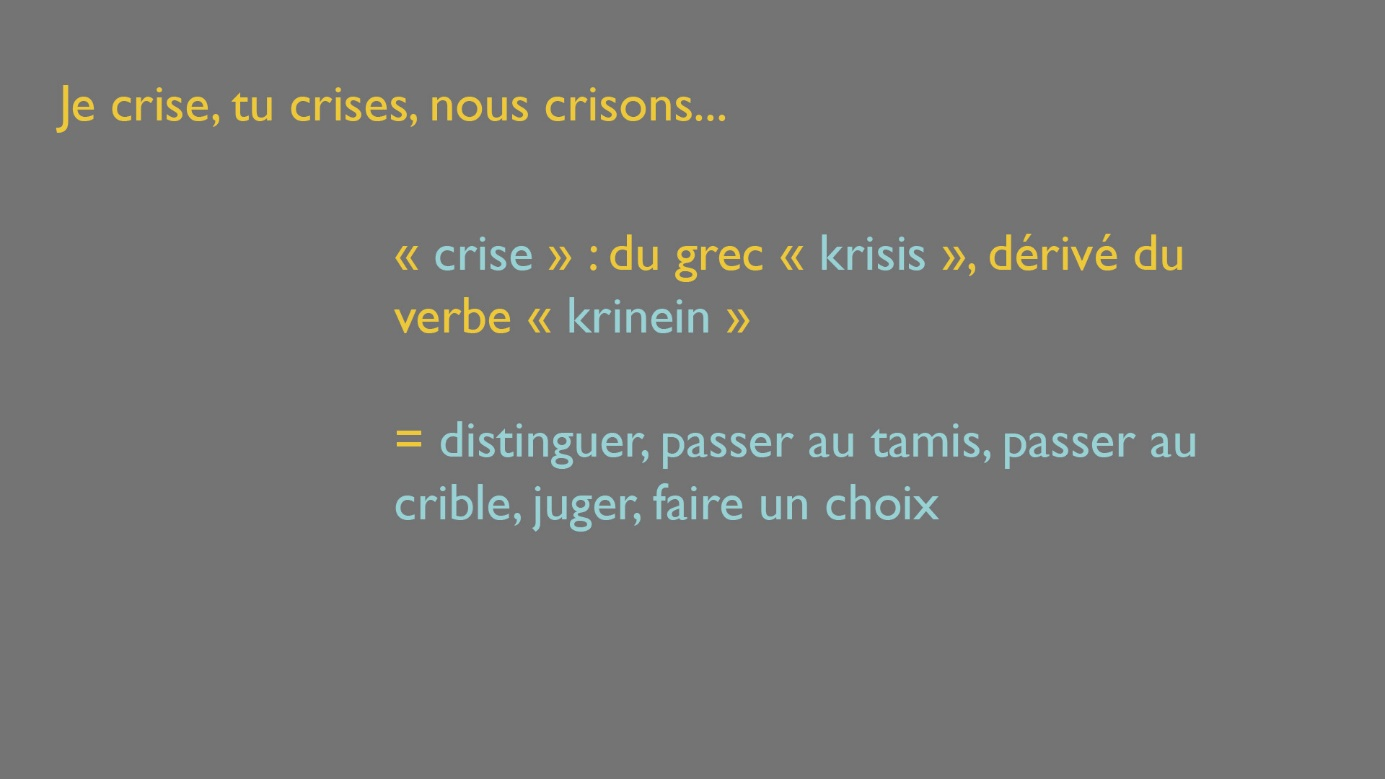 Je crise, tu crises, nous crisons...
« crise » : du grec « krisis », dérivé du
verbe « krinein »
= distinguer, passer au tamis, passer au
crible, juger, faire un choix